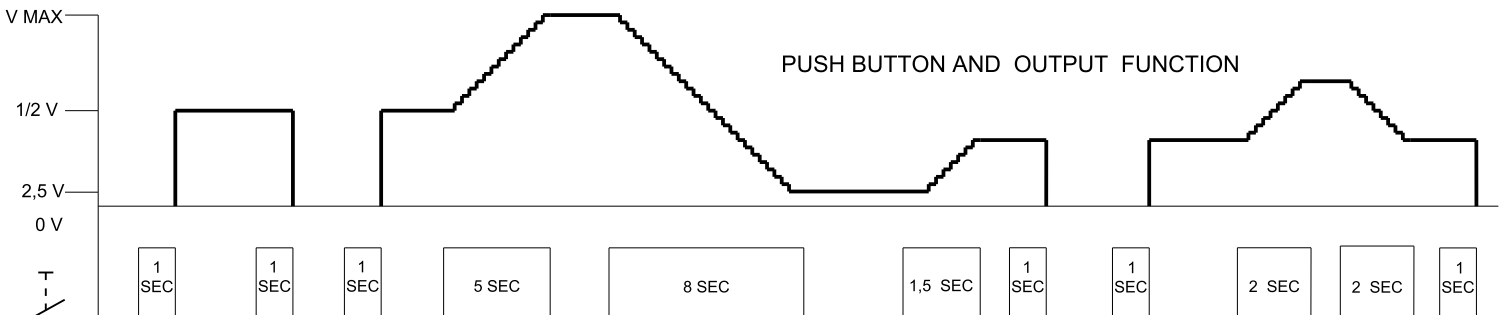 V MAX
PUSH BUTTON AND OUTPUT FUNCTION
1/2 V
2,5 V
0 V
1 SEC
1 SEC
1 SEC
5 SEC
8 SEC
1,5 SEC
1 SEC
1 SEC
2 SEC
2 SEC
1 SEC